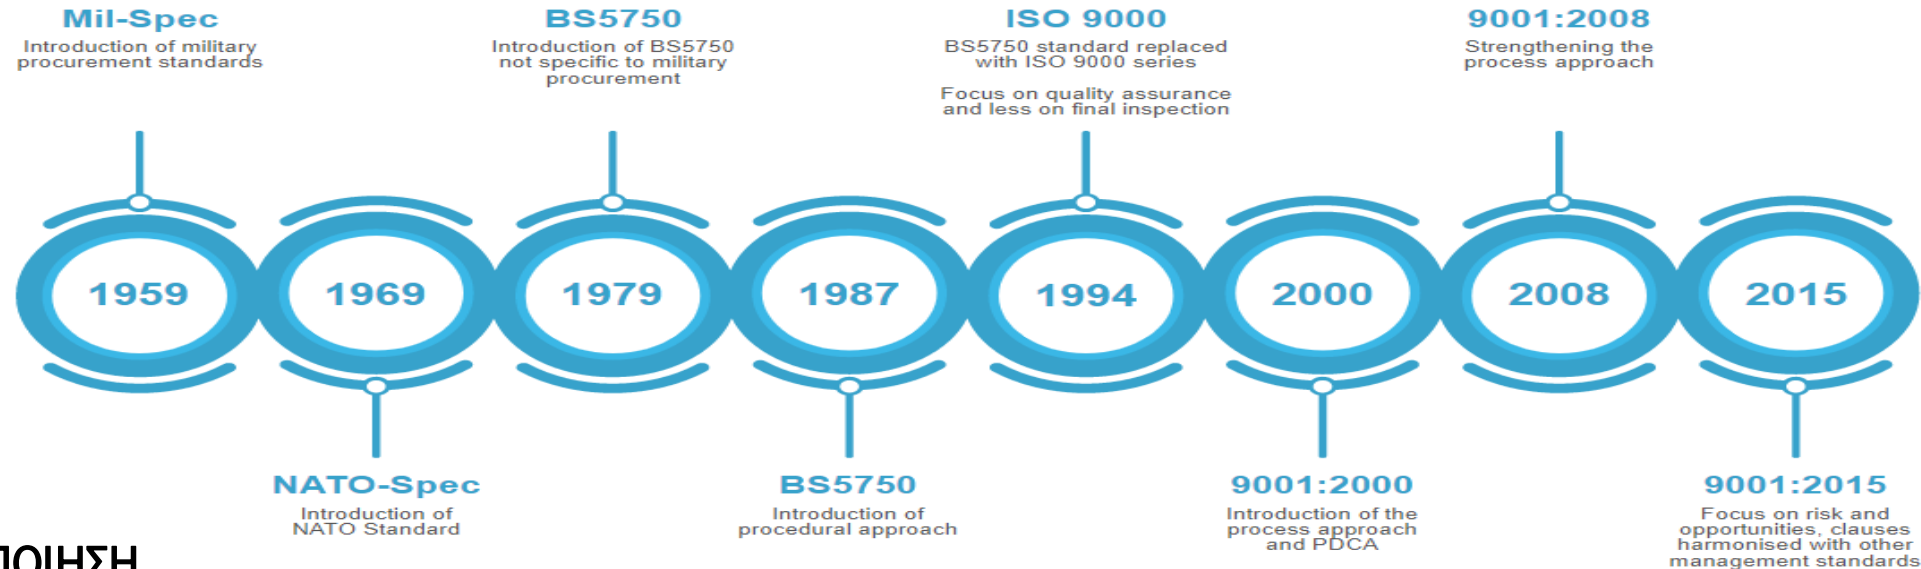 Mil-Spec
Introduction of military
procurement standards
BS5750
Introduction of BS5750
not specific to military
procurement
ISO 9000
BS5750 standard replaced
with ISO 9000 series
Focus on quality assurance
and less on final inspection
9001:2008
Strengthening the
process approach
1959
1969
1979
1987
1994
2000
2008
2015
NATO-Spec
Introduction of
NATO Standard
BS5750
Introduction of
procedural approach
9001:2000
Introduction of the
process approach
and PDCA
9001:2015
Focus on risk and
opportunities, clauses
harmonised with other
management standards